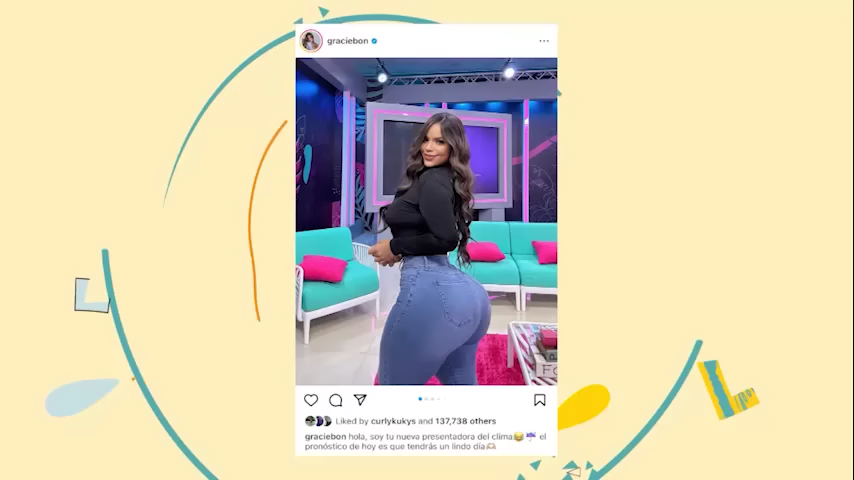 graciebon
Liked by curlykukys and 137,738 others
graciebon hola, soy tu nueva presentadora del clima😂☔ el
pronóstico de hoy es que tendrás un lindo día🫶🏻